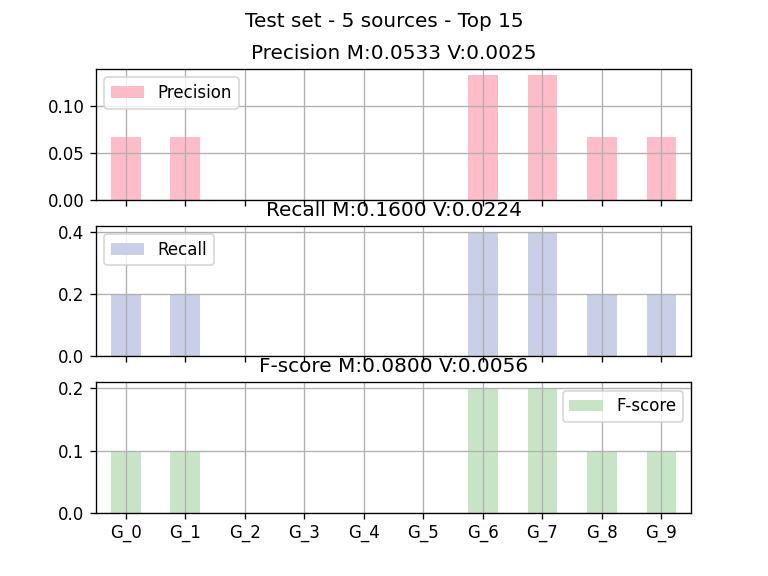 Test set - 5 sources - Top 15
Precision M:0.0533 V:0.0025
Precision
0.10
0.05
0.00
Recall M:0.1600 V:0.0224
Recall
0.4
0.2
0.0
F-score M:0.0800 V:0.0056
F-score
0.2
0.1
0.0
G_0 G_1 G_2 G_3 G_4 G_5 G_6 G_7 G_8 G_9